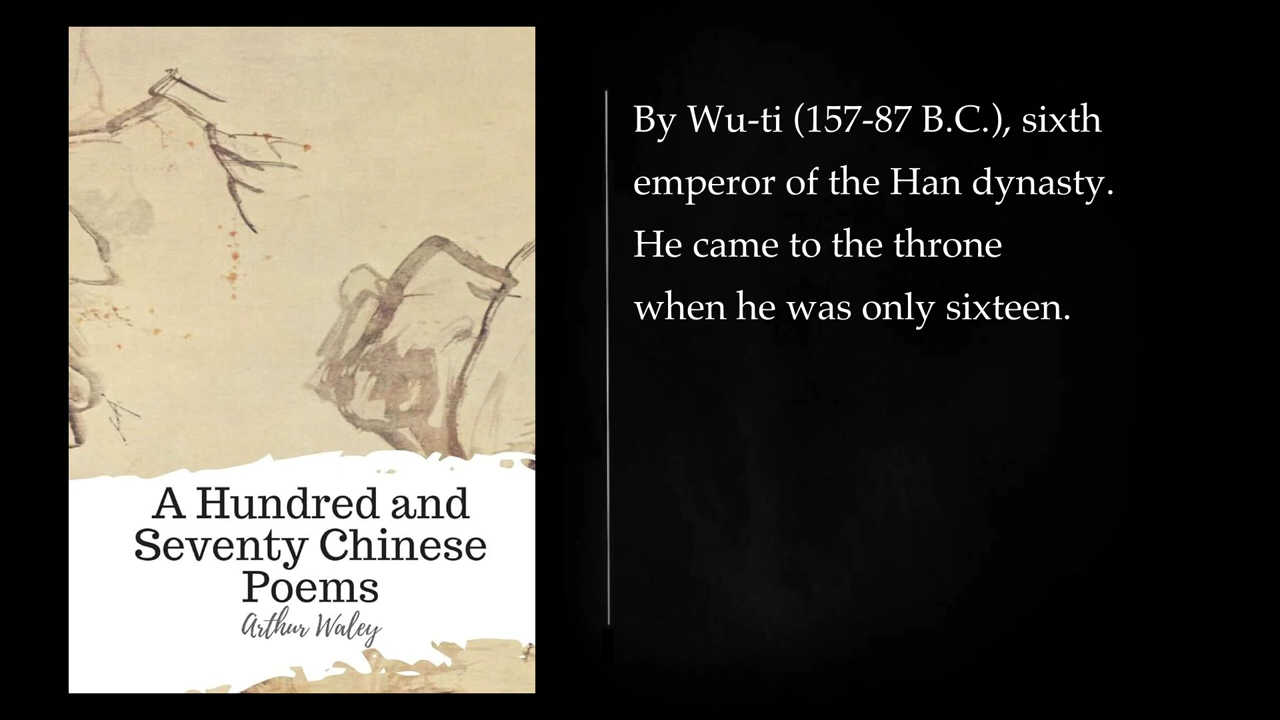 A Hundred and
Seventy Chinese
Poems
Arthur Waley
By Wu-ti (157-87 B.C.), sixth
emperor of the Han dynasty.
He came to the throne
when he was only sixteen.